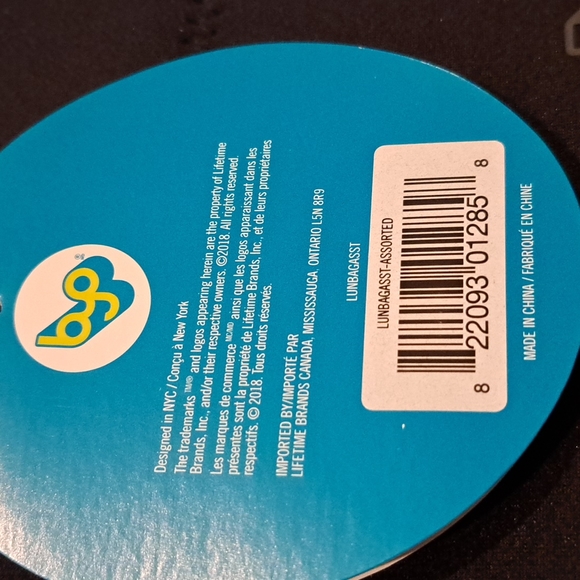 byo®
Designed in NYC / Conçu à New York
The trademarks ™/® and logos appearing herein are the property of Lifetime
Brands, Inc., and/or their respective owners. ©2018. All rights reserved.
Les marques de commerce MC/MD ainsi que les logos apparaissant dans les
présentes sont la propriété de Lifetime Brands, Inc., et de leurs propriétaires
respectifs. © 2018. Tous droits réservés.
IMPORTED BY/IMPORTÉ PAR
LIFETIME BRANDS CANADA, MISSISSAUGA, ONTARIO L5N 8R9
LUNBAGASST
LUNBAGASST-ASSORTED
8 22093 01285 8
MADE IN CHINA / FABRIQUÉ EN CHINE